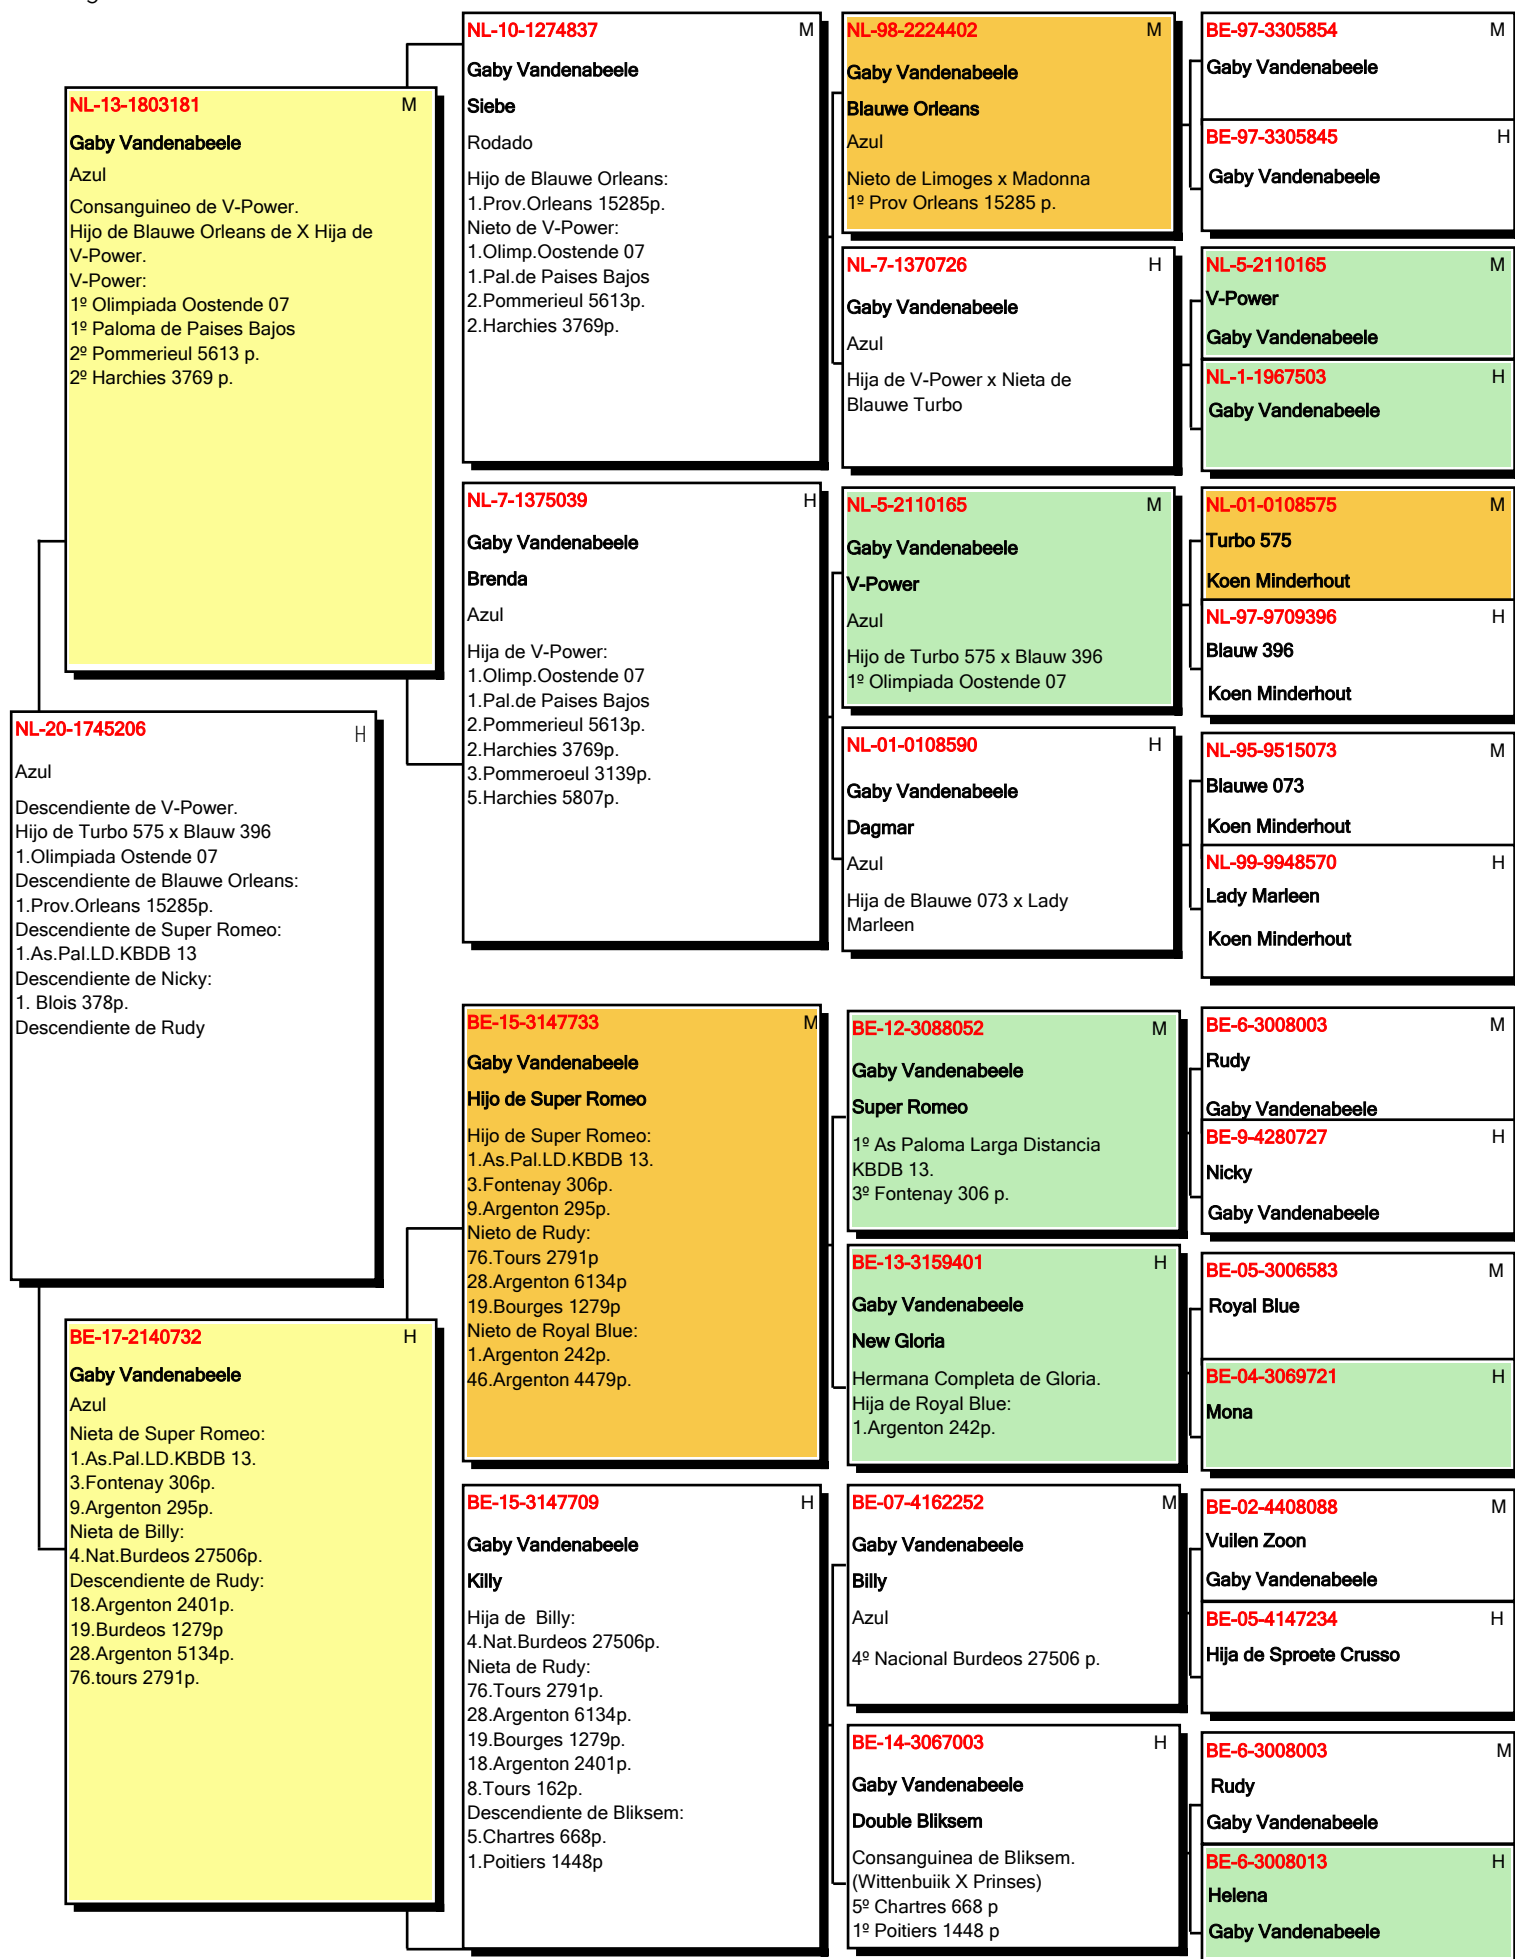 NL-20-1745206 H
Azul
Descendiente de V-Power.
Hijo de Turbo 575 x Blauw 396
1.Olimpiada Ostende 07
Descendiente de Blauwe Orleans:
1.Prov.Orleans 15285p.
Descendiente de Super Romeo:
1.As.Pal.LD.KBDB 13
Descendiente de Nicky:
1. Blois 378p.
Descendiente de Rudy
NL-13-1803181 M
Gaby Vandenabeele
Azul
Consanguineo de V-Power.
Hijo de Blauwe Orleans de X Hija de
V-Power.
V-Power:
1º Olimpiada Oostende 07
1º Paloma de Paises Bajos
2º Pommerieul 5613 p.
2º Harchies 3769 p.
BE-17-2140732 H
Gaby Vandenabeele
Azul
Nieta de Super Romeo:
1.As.Pal.LD.KBDB 13.
3.Fontenay 306p.
9.Argenton 295p.
Nieta de Billy:
4.Nat.Burdeos 27506p.
Descendiente de Rudy:
18.Argenton 2401p.
19.Burdeos 1279p
28.Argenton 5134p.
76.tours 2791p.
NL-10-1274837 M
Gaby Vandenabeele
Siebe
Rodado
Hijo de Blauwe Orleans:
1.Prov.Orleans 15285p.
Nieto de V-Power:
1.Olimp.Oostende 07
1.Pal.de Paises Bajos
2.Pommerieul 5613p.
2.Harchies 3769p.
NL-7-1375039 H
Gaby Vandenabeele
Brenda
Azul
Hija de V-Power:
1.Olimp.Oostende 07
1.Pal.de Paises Bajos
2.Pommerieul 5613p.
2.Harchies 3769p.
3.Pommeroeul 3139p.
5.Harchies 5807p.
BE-15-3147733 M
Gaby Vandenabeele
Hijo de Super Romeo
Hijo de Super Romeo:
1.As.Pal.LD.KBDB 13.
3.Fontenay 306p.
9.Argenton 295p.
Nieto de Rudy:
76.Tours 2791p
28.Argenton 6134p
19.Bourges 1279p
Nieto de Royal Blue:
1.Argenton 242p.
46.Argenton 4479p.
BE-15-3147709 H
Gaby Vandenabeele
Killy
Hija de  Billy:
4.Nat.Burdeos 27506p.
Nieta de Rudy:
76.Tours 2791p.
28.Argenton 6134p.
19.Bourges 1279p.
18.Argenton 2401p.
8.Tours 162p.
Descendiente de Bliksem:
5.Chartres 668p.
1.Poitiers 1448p
NL-98-2224402 M
Gaby Vandenabeele
Blauwe Orleans
Azul
Nieto de Limoges x Madonna
1º Prov Orleans 15285 p.
NL-7-1370726 H
Gaby Vandenabeele
Azul
Hija de V-Power x Nieta de
Blauwe Turbo
NL-5-2110165 M
Gaby Vandenabeele
V-Power
Azul
Hijo de Turbo 575 x Blauw 396
1º Olimpiada Oostende 07
NL-01-0108590 H
Gaby Vandenabeele
Dagmar
Azul
Hija de Blauwe 073 x Lady
Marleen
BE-12-3088052 M
Gaby Vandenabeele
Super Romeo
1º As Paloma Larga Distancia
KBDB 13.
3º Fontenay 306 p.
BE-13-3159401 H
Gaby Vandenabeele
New Gloria
Hermana Completa de Gloria.
Hija de Royal Blue:
1.Argenton 242p.
BE-07-4162252 M
Gaby Vandenabeele
Billy
Azul
4º Nacional Burdeos 27506 p.
BE-14-3067003 H
Gaby Vandenabeele
Double Bliksem
Consanguinea de Bliksem.
(Wittenbuiik X Prinses)
5º Chartres 668 p
1º Poitiers 1448 p
BE-97-3305854 M
Gaby Vandenabeele
BE-97-3305845 H
Gaby Vandenabeele
NL-5-2110165 M
V-Power
Gaby Vandenabeele
NL-1-1967503 H
Gaby Vandenabeele
NL-01-0108575 M
Turbo 575
Koen Minderhout
NL-97-9709396 H
Blauw 396
Koen Minderhout
NL-95-9515073 M
Blauwe 073
Koen Minderhout
NL-99-9948570 H
Lady Marleen
Koen Minderhout
BE-6-3008003 M
Rudy
Gaby Vandenabeele
BE-9-4280727 H
Nicky
Gaby Vandenabeele
BE-05-3006583 M
Royal Blue
BE-04-3069721 H
Mona
BE-02-4408088 M
Vuilen Zoon
Gaby Vandenabeele
BE-05-4147234 H
Hija de Sproete Crusso
BE-6-3008003 M
Rudy
Gaby Vandenabeele
BE-6-3008013 H
Helena
Gaby Vandenabeele